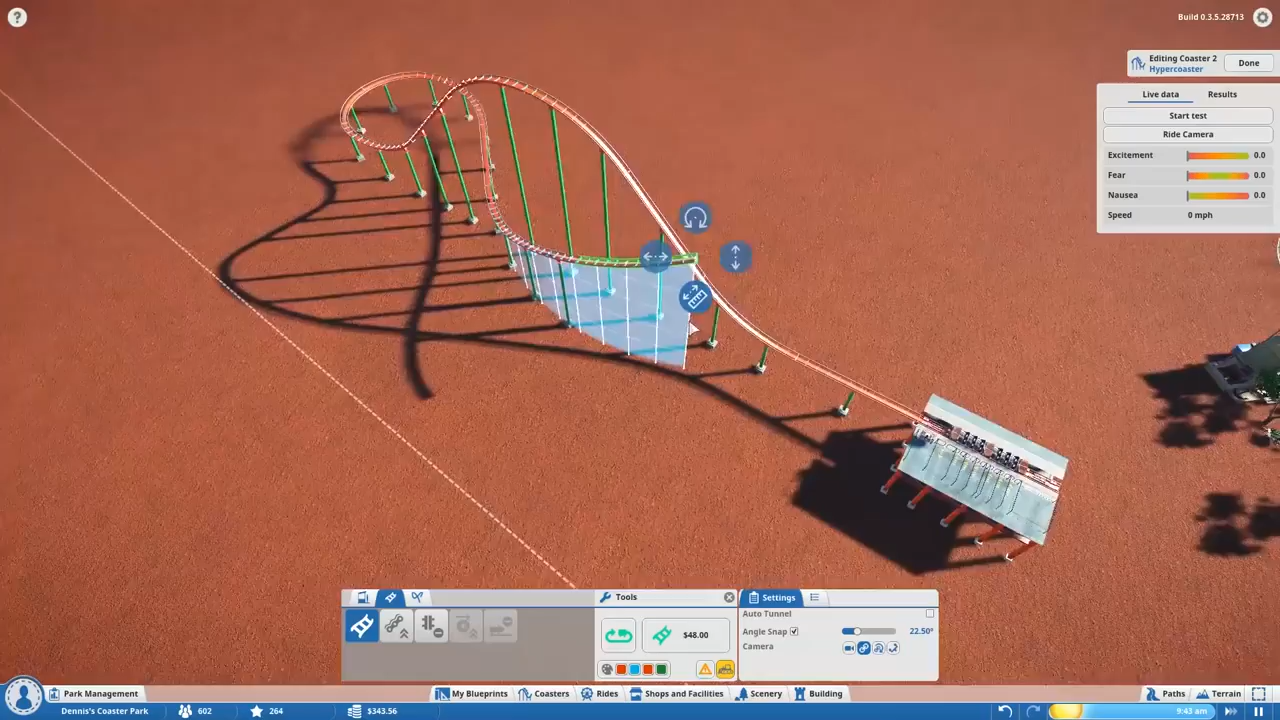 Build 0.3.5.28713
Editing Coaster 2
Hypercoaster
Done
Live data
Results
Start test
Ride Camera
Excitement 0.0
Fear 0.0
Nausea 0.0
Speed 0 mph
Tools
$48.00
Settings
Auto Tunnel
Angle Snap 22.50°
Camera
Park Management
My Blueprints
Coasters
Rides
Shops and Facilities
Scenery
Building
Paths
Terrain
Dennis's Coaster Park
602
264
$343.56
9:43 am